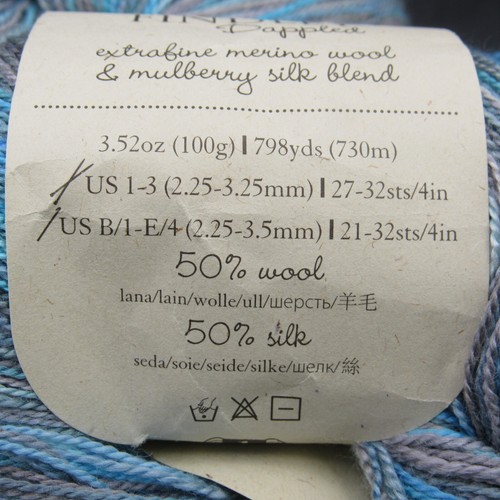 Dappled
extrafine merino wool
& mulberry silk blend
3.52oz (100g) | 798yds (730m)
US 1-3 (2.25-3.25mm) | 27-32sts/4in
US B/1-E/4 (2.25-3.5mm) | 21-32sts/4in
50% wool
lana/lain/wolle/ull/шерсть/羊毛
50% silk
seda/soie/seide/silke/шелк/絲